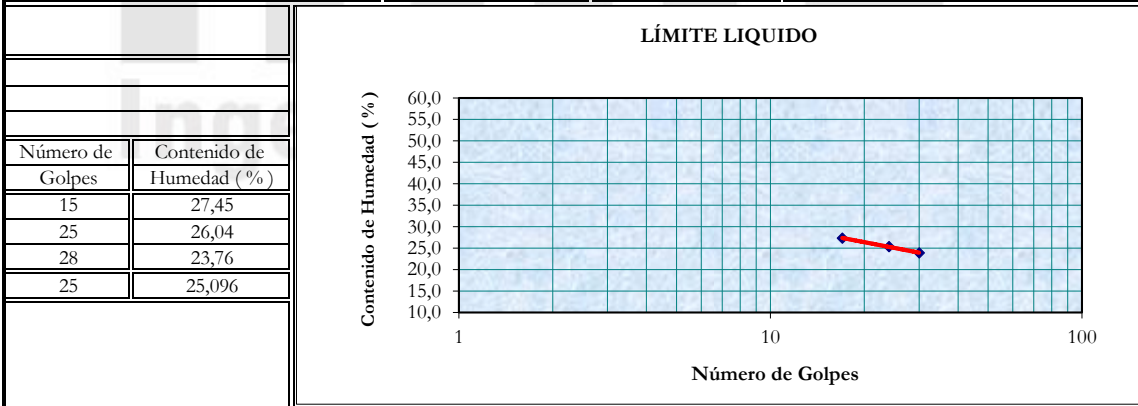 Número de Contenido de
Golpes Humedad ( % )
15 27,45
25 26,04
28 23,76
25 25,096
LÍMITE LIQUIDO
Contenido de Humedad ( % )
60,0
55,0
50,0
45,0
40,0
35,0
30,0
25,0
20,0
15,0
10,0
1 10 100
Número de Golpes